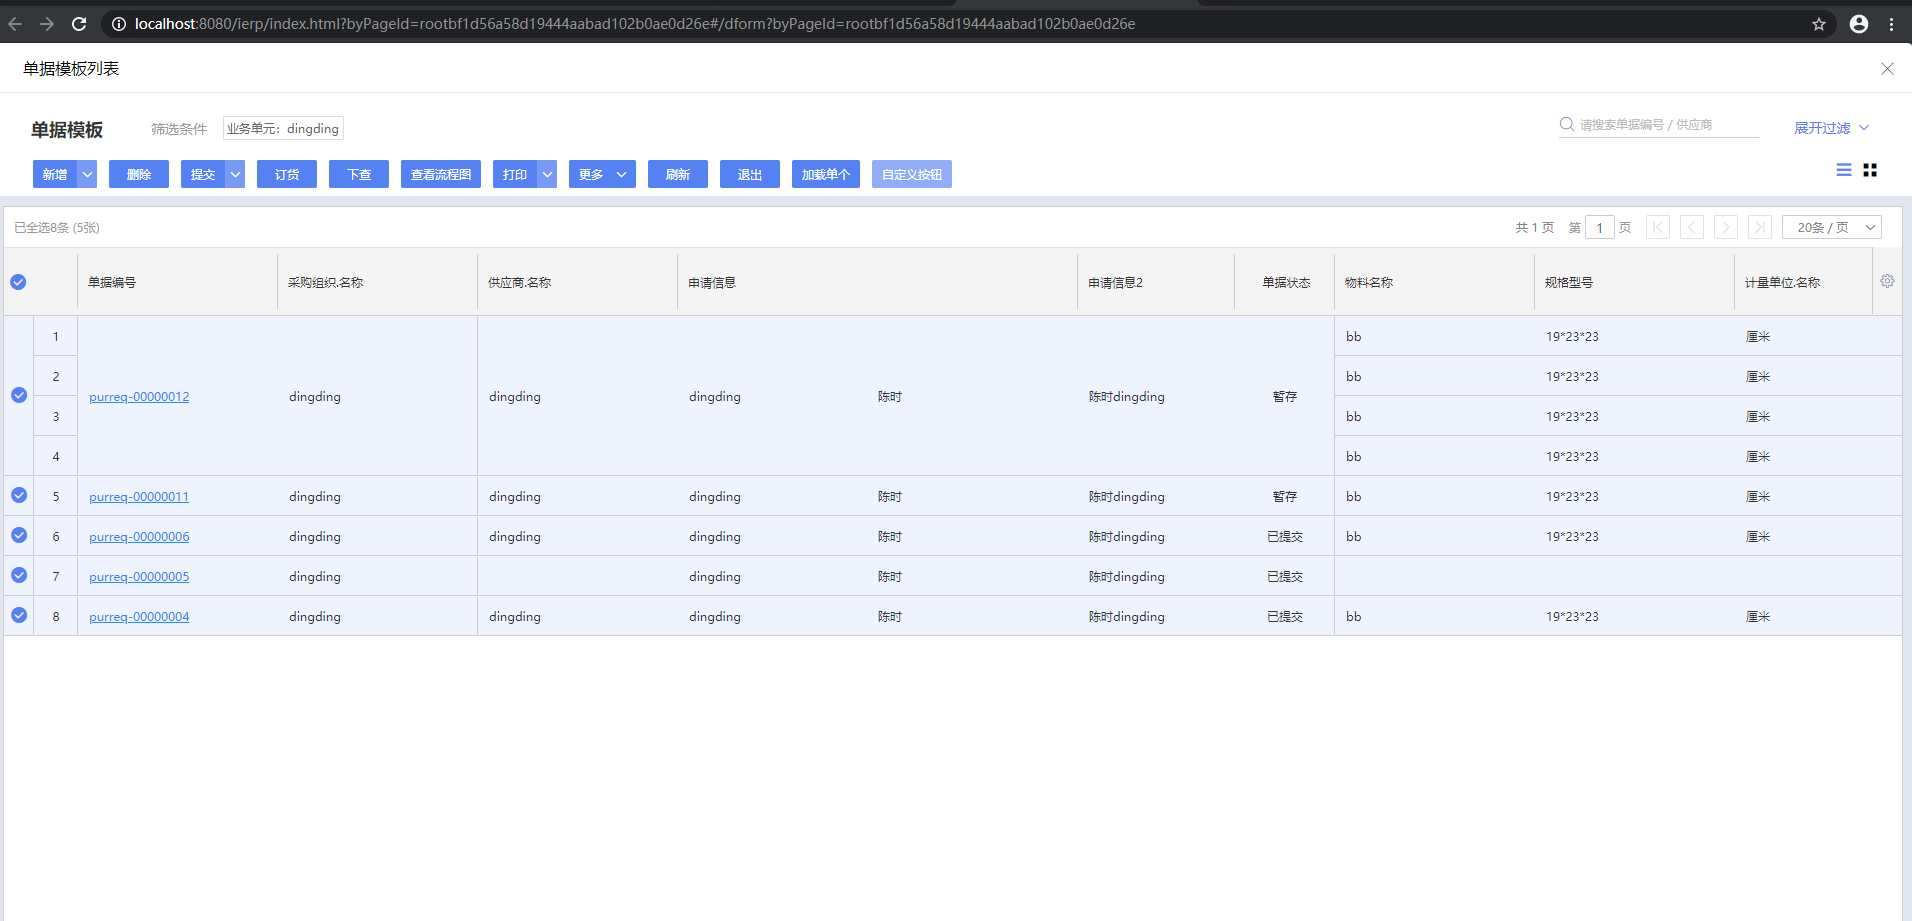 localhost:8080/ierp/index.html?byPageId=rootbf1d56a58d19444aabad102b0ae0d26e#/dform?byPageId=rootbf1d56a58d19444aabad102b0ae0d26e
单据模板列表
单据模板 筛选条件 业务单元：dingding 请搜索单据编号 / 供应商 展开过滤
新增 删除 提交 订货 下查 查看流程图 打印 更多 刷新 退出 加载单个 自定义按钮
已全选8条 (5张) 共 1 页 第 1 页 20条 / 页
单据编号 采购组织.名称 供应商.名称 申请信息 申请信息2 单据状态 物料名称 规格型号 计量单位.名称
1 bb 19*23*23 厘米
2 bb 19*23*23 厘米
purreq-00000012 dingding dingding dingding 陈时 陈时dingding 暂存
3 bb 19*23*23 厘米
4 bb 19*23*23 厘米
5 purreq-00000011 dingding dingding dingding 陈时 陈时dingding 暂存 bb 19*23*23 厘米
6 purreq-00000006 dingding dingding dingding 陈时 陈时dingding 已提交 bb 19*23*23 厘米
7 purreq-00000005 dingding dingding 陈时 陈时dingding 已提交
8 purreq-00000004 dingding dingding dingding 陈时 陈时dingding 已提交 bb 19*23*23 厘米